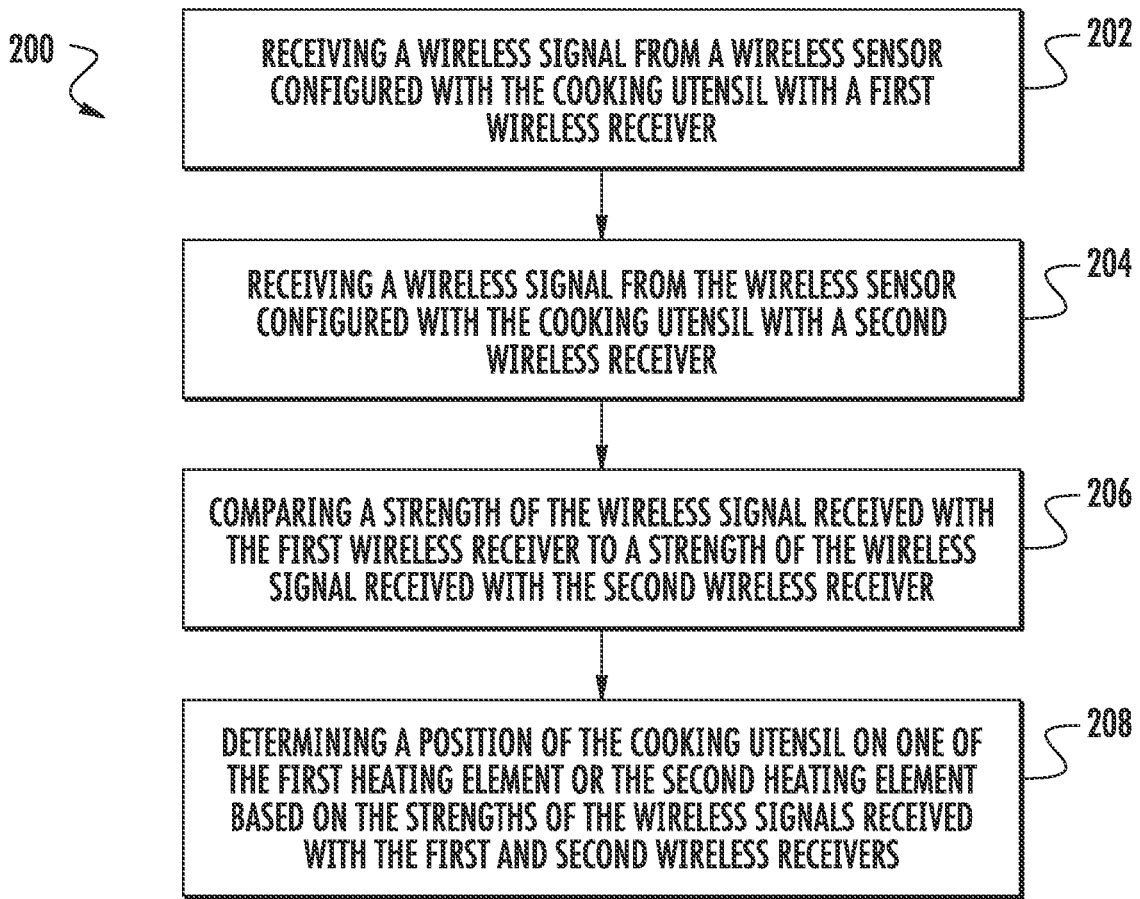 200
RECEIVING A WIRELESS SIGNAL FROM A WIRELESS SENSOR
CONFIGURED WITH THE COOKING UTENSIL WITH A FIRST
WIRELESS RECEIVER
202
RECEIVING A WIRELESS SIGNAL FROM THE WIRELESS SENSOR
CONFIGURED WITH THE COOKING UTENSIL WITH A SECOND
WIRELESS RECEIVER
204
COMPARING A STRENGTH OF THE WIRELESS SIGNAL RECEIVED WITH
THE FIRST WIRELESS RECEIVER TO A STRENGTH OF THE WIRELESS
SIGNAL RECEIVED WITH THE SECOND WIRELESS RECEIVER
206
DETERMINING A POSITION OF THE COOKING UTENSIL ON ONE OF
THE FIRST HEATING ELEMENT OR THE SECOND HEATING ELEMENT
BASED ON THE STRENGTHS OF THE WIRELESS SIGNALS RECEIVED
WITH THE FIRST AND SECOND WIRELESS RECEIVERS
208